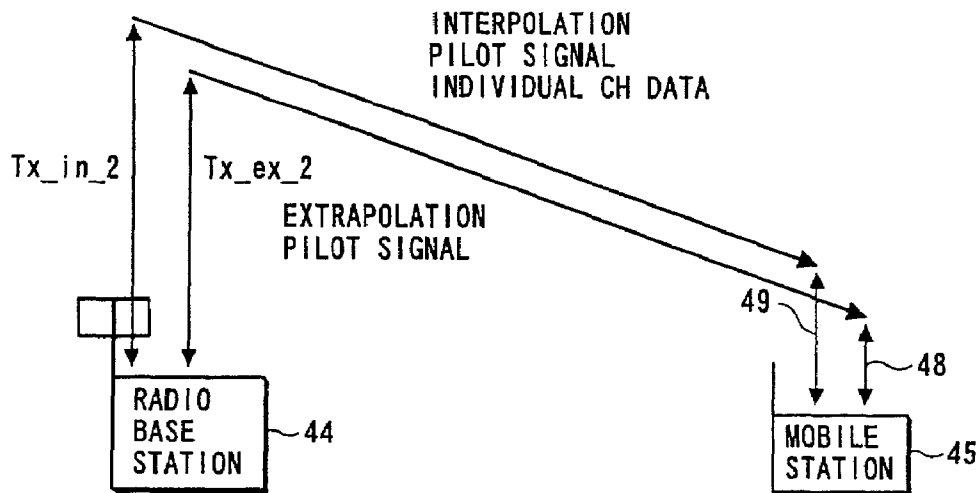 INTERPOLATION
PILOT SIGNAL
INDIVIDUAL CH DATA
Tx_in_2
Tx_ex_2
EXTRAPOLATION
PILOT SIGNAL
49
48
RADIO
BASE
STATION
44
MOBILE
STATION
45